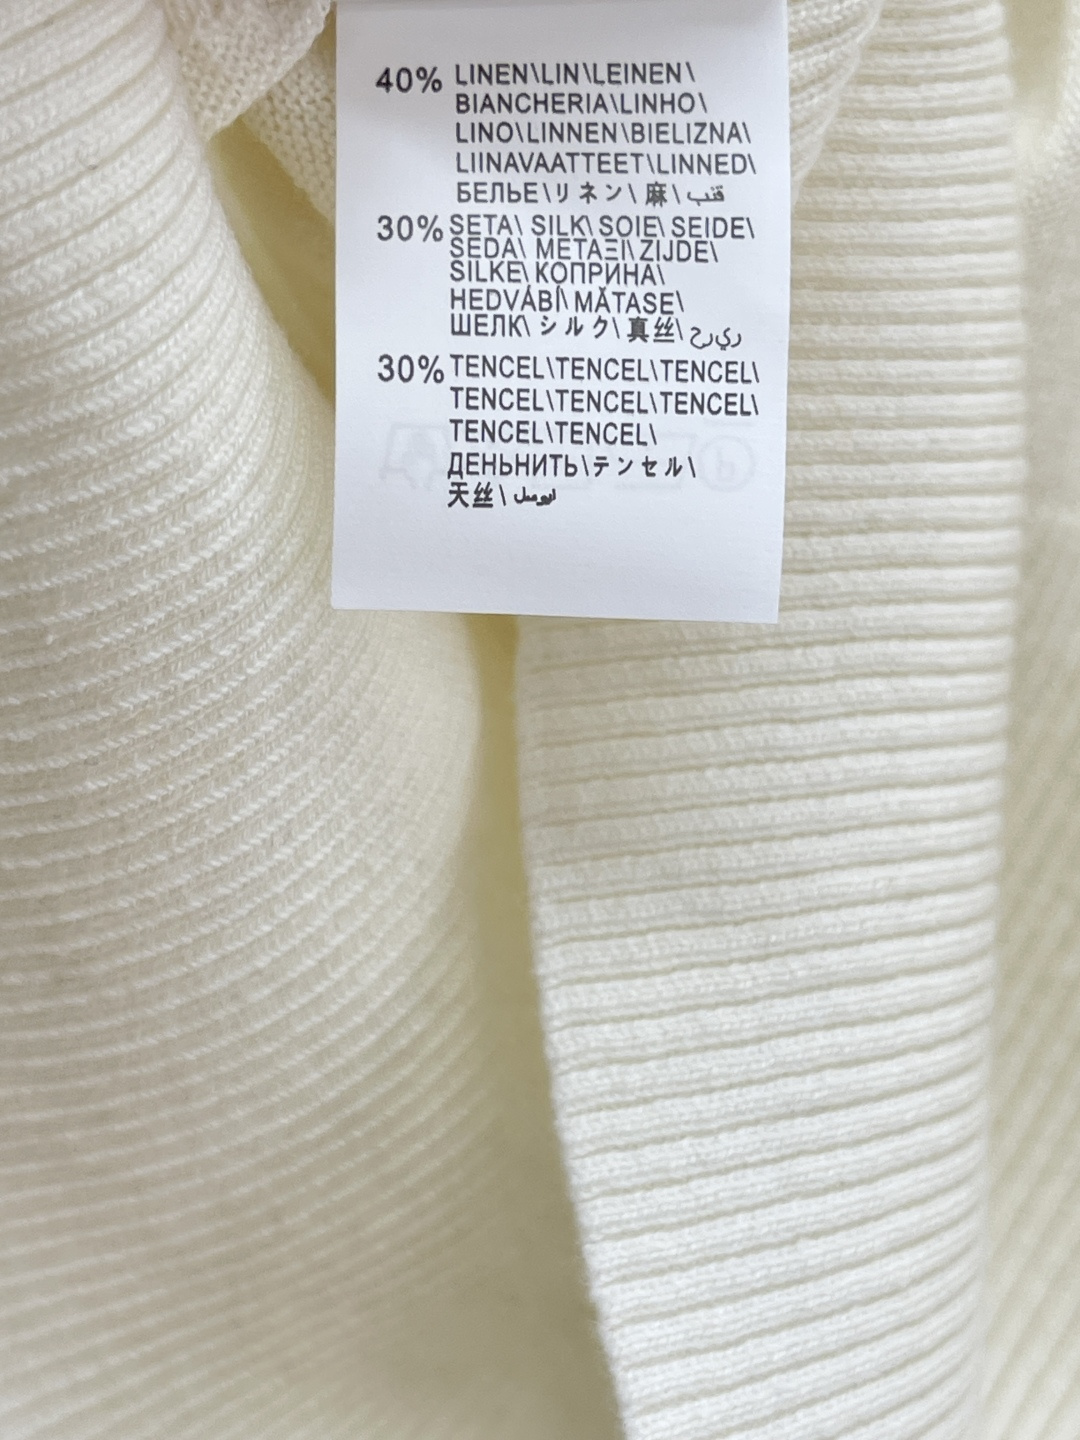 40% LINEN\LIN\LEINEN\
BIANCHERIA\LINHO\
LINO\LINNEN\BIELIZNA\
LIINAVAATTEET\LINNED\
БЕЛЬЕ\リネン\麻\قنب
30% SETA\ SILK\ SOIE\ SEIDE\
SEDA\ METAΞI\ ZIJDE\
SILKE\ КОПРИНА\
HEDVÁBÍ\ MĂTASE\
ШЕЛК\ シルク\真丝\
30% TENCEL\TENCEL\TENCEL\
TENCEL\TENCEL\TENCEL\
TENCEL\TENCEL\
ДЕНЬНИТЬ\テンセル\
天丝\